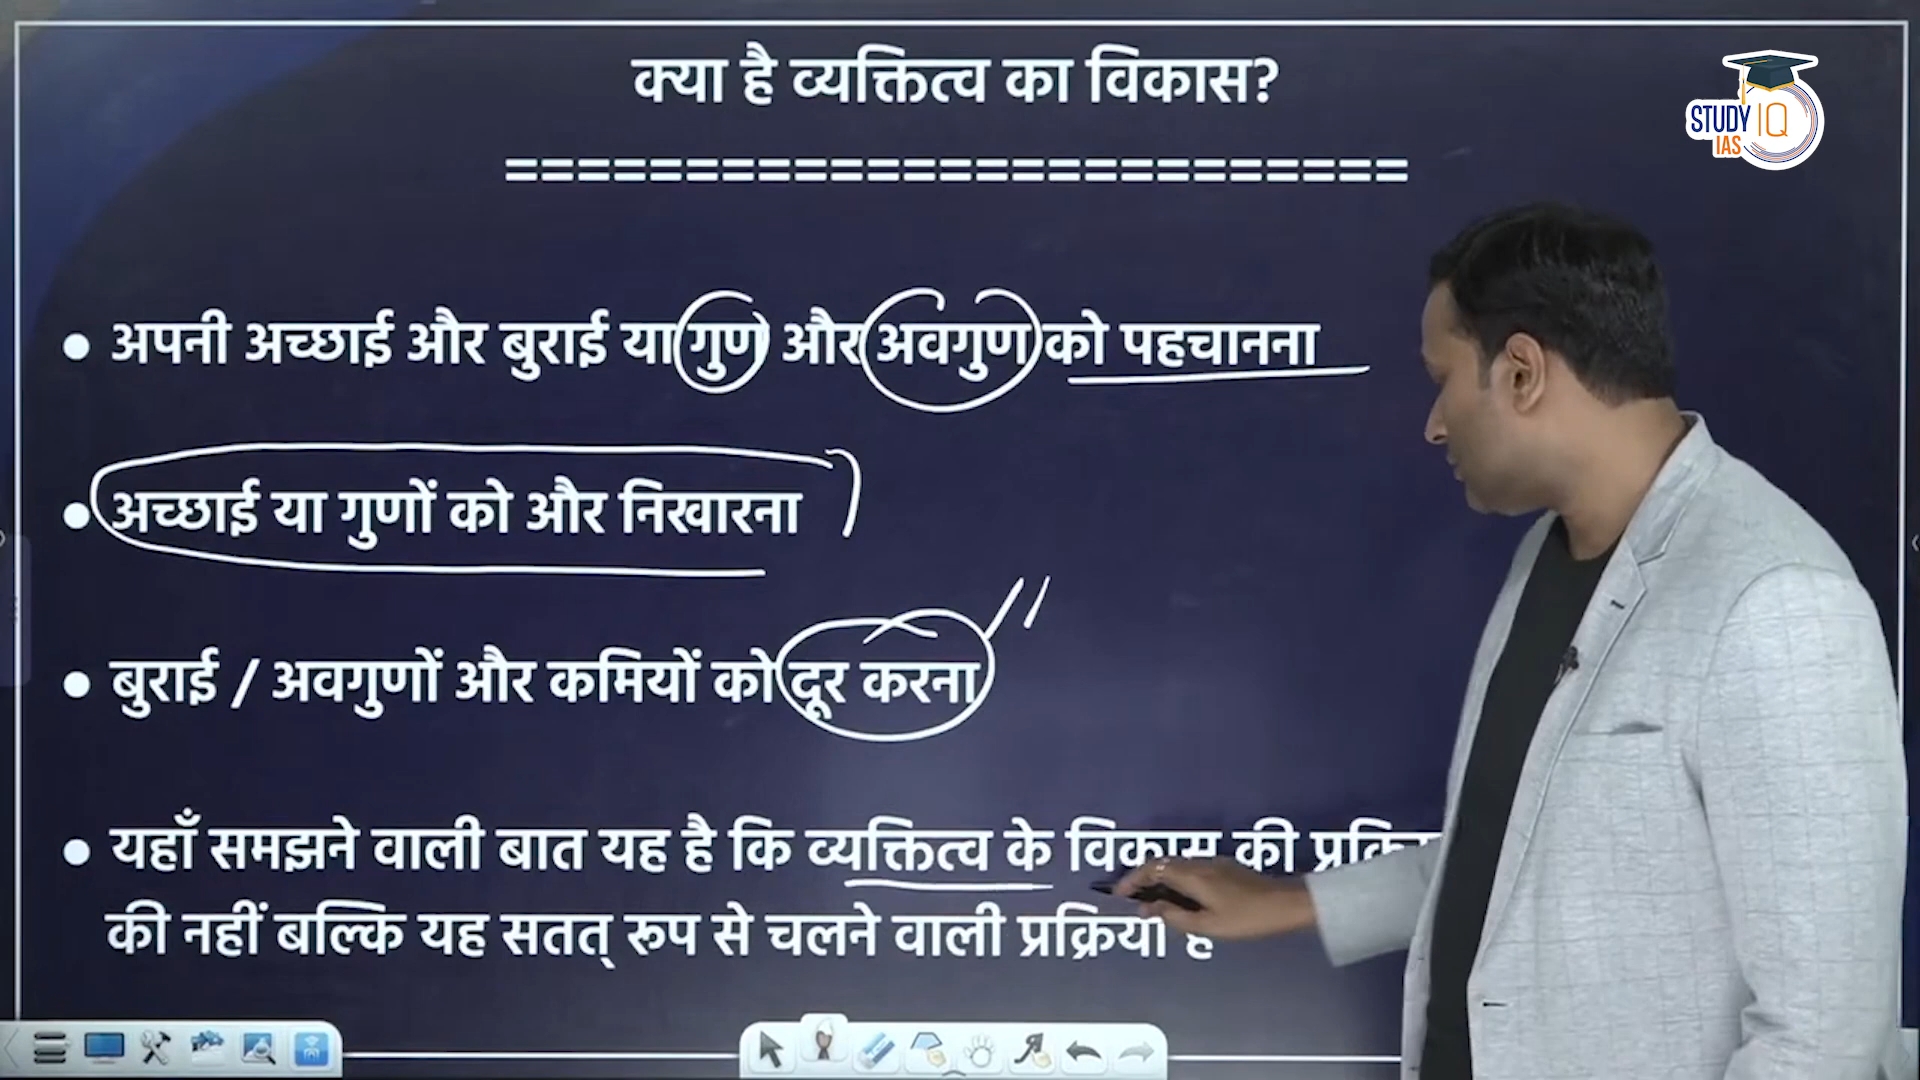 क्या है व्यक्तित्व का विकास?
==========================
STUDY IQ
IAS
• अपनी अच्छाई और बुराई या गुण और अवगुण को पहचानना
• अच्छाई या गुणों को और निखारना
• बुराई / अवगुणों और कमियों को दूर करना
• यहाँ समझने वाली बात यह है कि व्यक्तित्व के विकास की
की नहीं बल्कि यह सतत् रूप से चलने वाली प्रक्रिया है